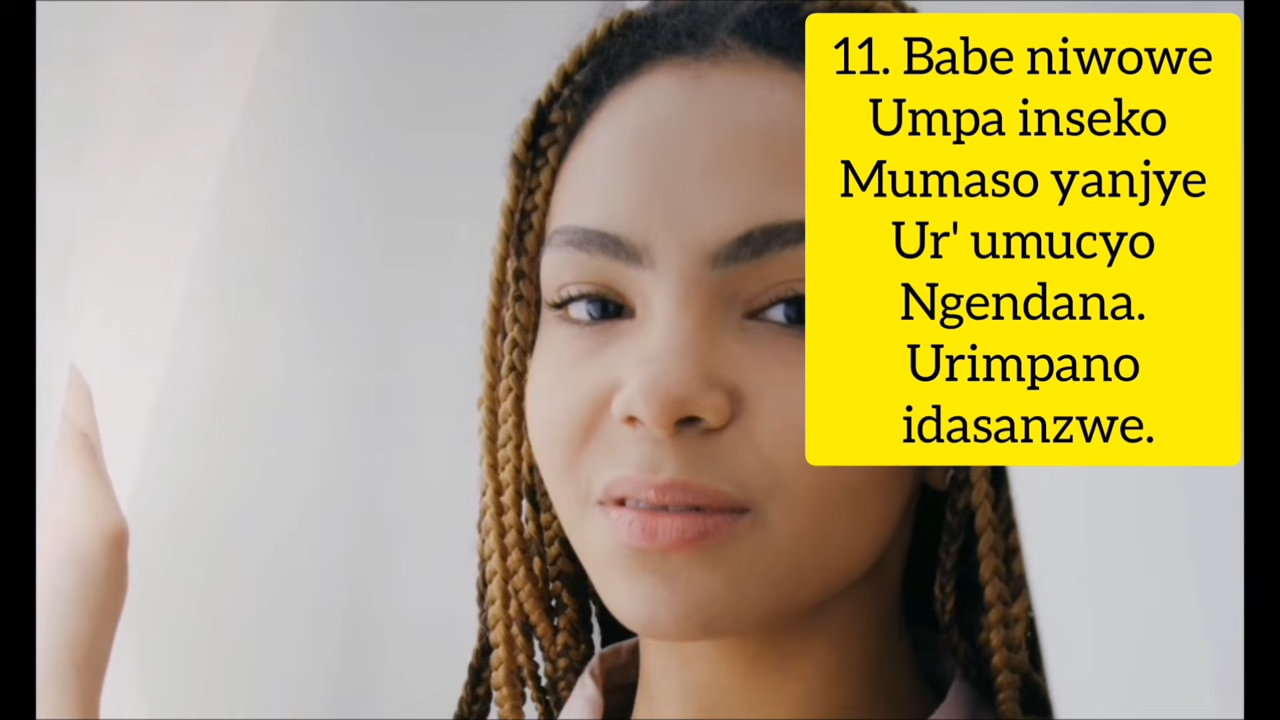 11. Babe niwowe
Umpa inseko
Mumaso yanjye
Ur' umucyo
Ngendana.
Urimpano
idasanzwe.